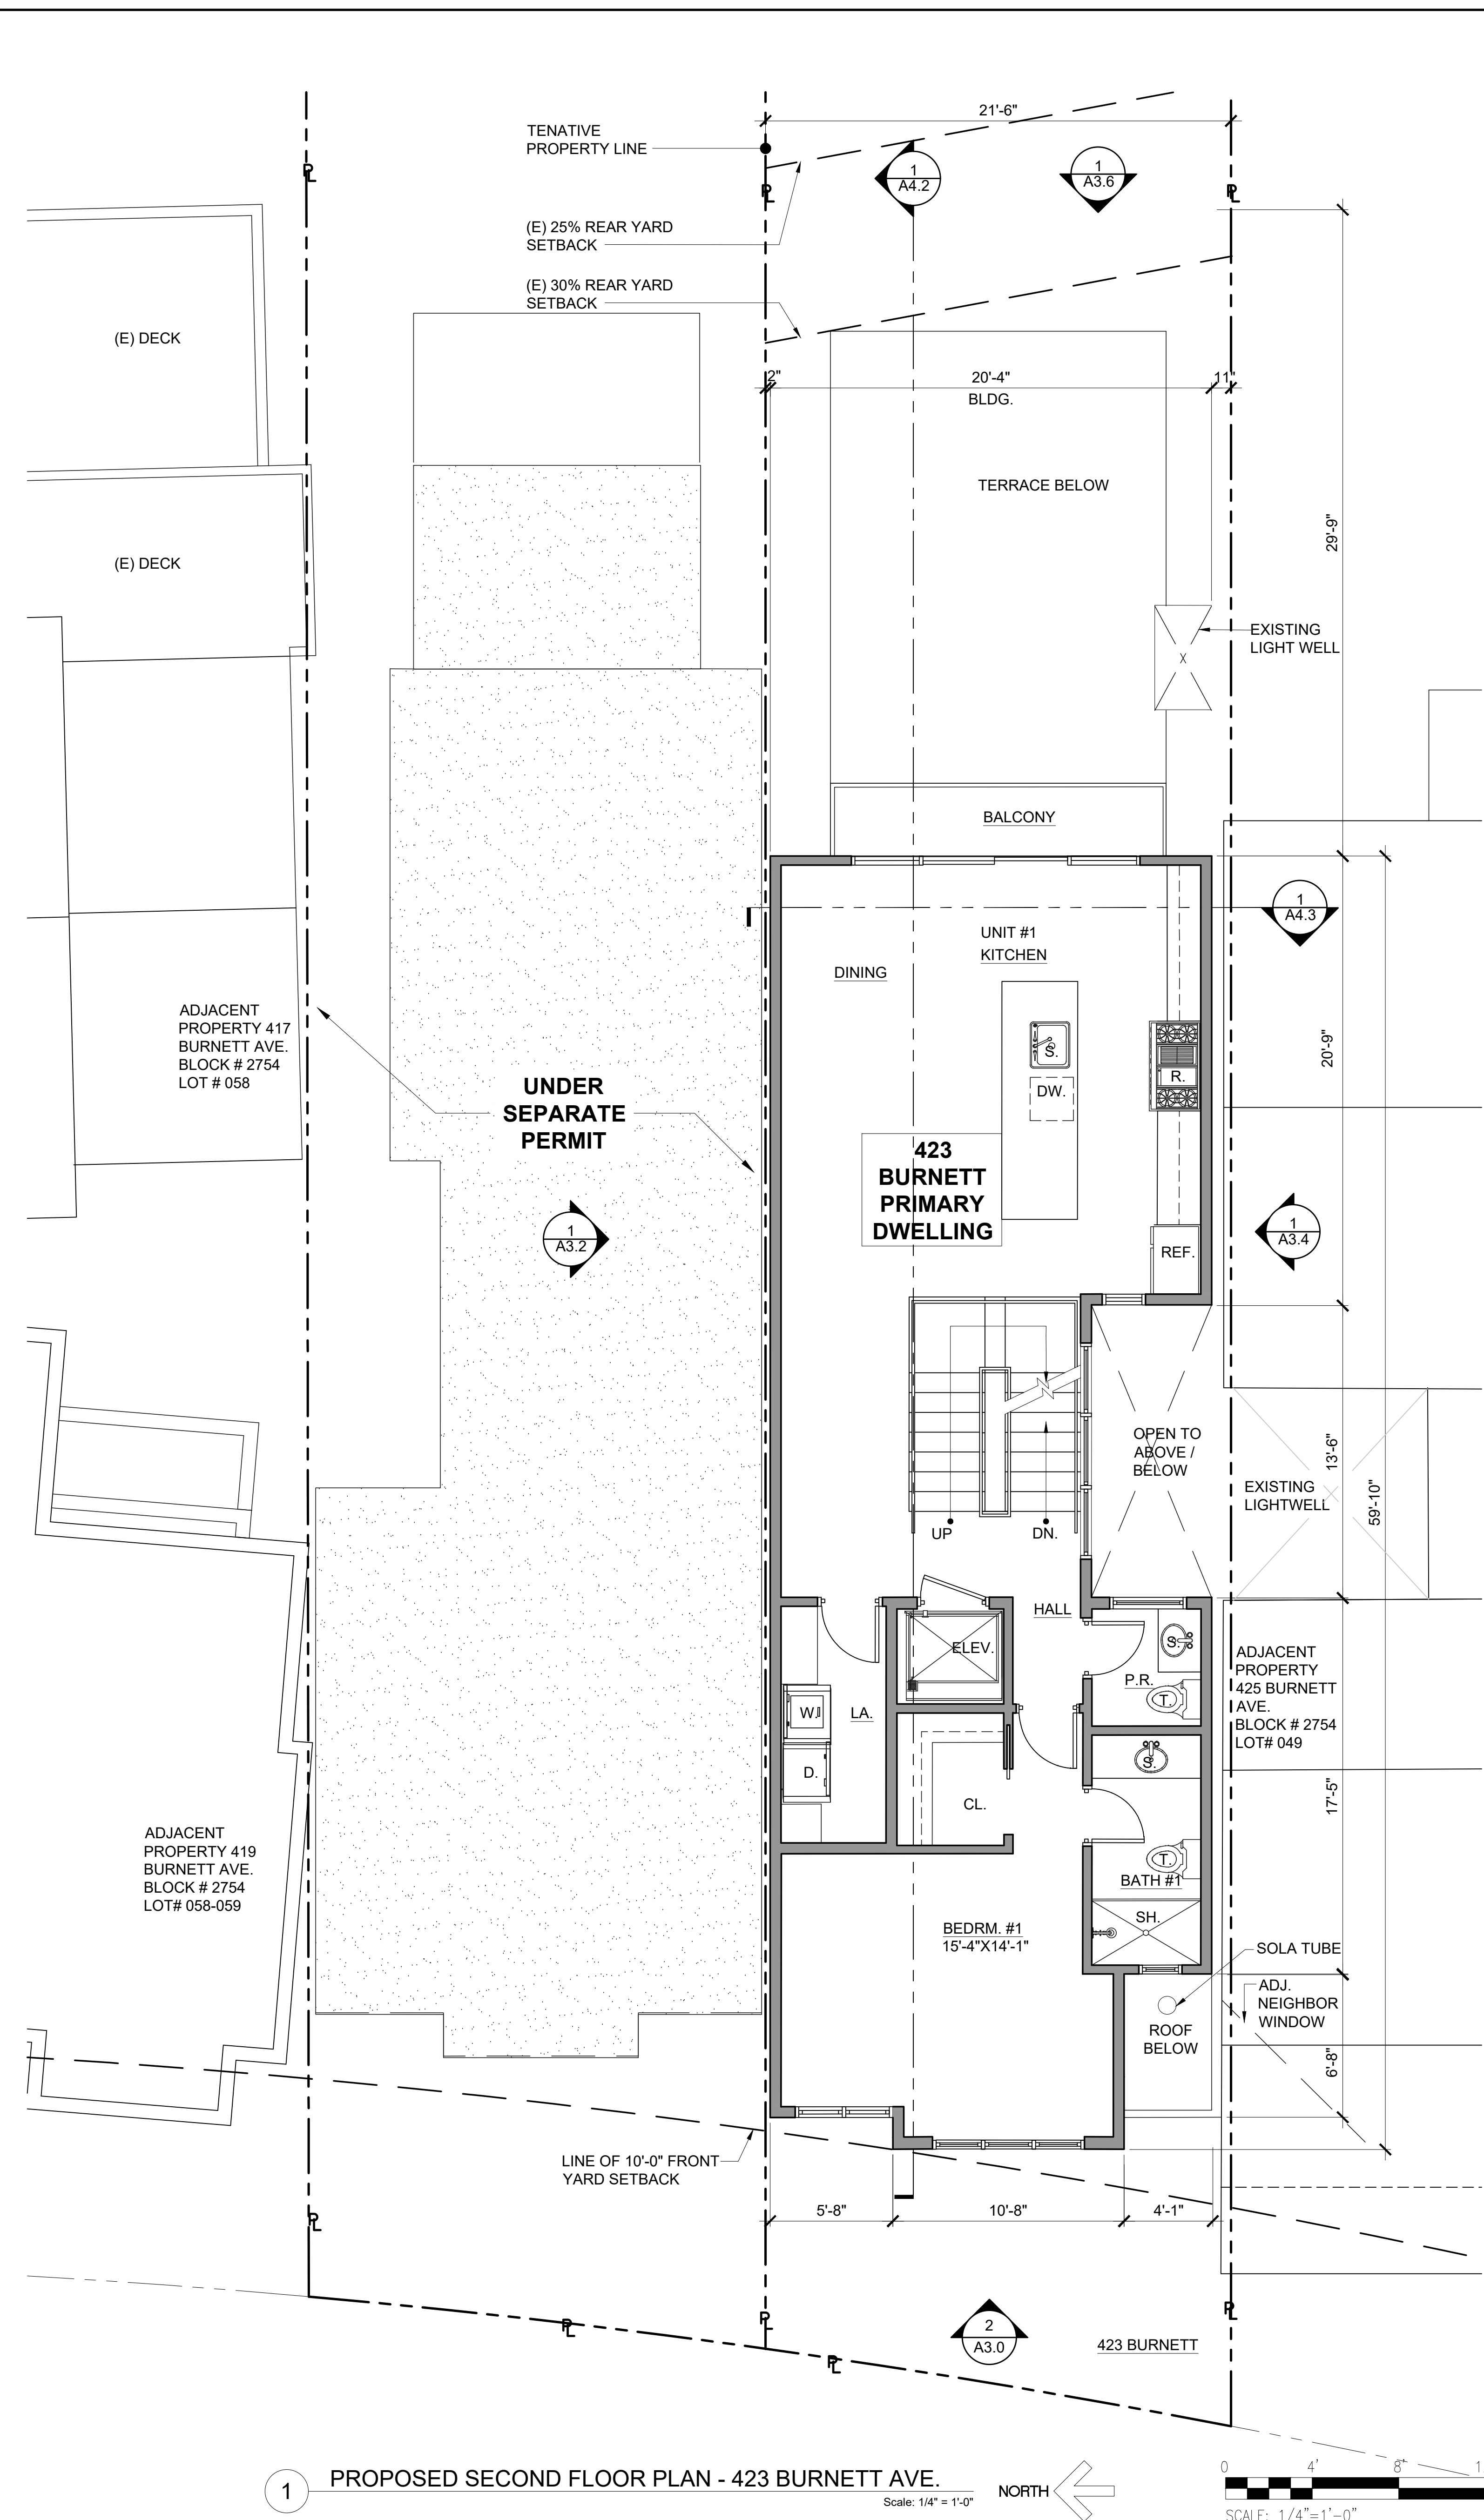 21'-6"
TENATIVE
PROPERTY LINE
1
A4.2
1
A3.6
PL
PL
PL
(E) 25% REAR YARD
SETBACK
(E) 30% REAR YARD
SETBACK
(E) DECK
2"
20'-4"
11"
BLDG.
TERRACE BELOW
29'-9"
(E) DECK
EXISTING
LIGHT WELL
BALCONY
1
A4.3
UNIT #1
KITCHEN
DINING
ADJACENT
PROPERTY 417
BURNETT AVE.
BLOCK # 2754
LOT # 058
S.
R.
DW.
20'-9"
UNDER
SEPARATE
PERMIT
423
BURNETT
PRIMARY
DWELLING
1
A3.2
1
A3.4
REF.
OPEN TO
ABOVE /
BELOW
13'-6"
EXISTING
LIGHTWELL
59'-10"
UP
DN.
HALL
ELEV.
S.
P.R.
T.
ADJACENT
PROPERTY
425 BURNETT
AVE.
BLOCK # 2754
LOT# 049
W.
LA.
D.
S.
CL.
17'-5"
ADJACENT
PROPERTY 419
BURNETT AVE.
BLOCK # 2754
LOT# 058-059
T.
BATH #1
SH.
BEDRM. #1
15'-4"X14'-1"
SOLA TUBE
ADJ.
NEIGHBOR
WINDOW
ROOF
BELOW
6'-8"
LINE OF 10'-0" FRONT
YARD SETBACK
5'-8"
10'-8"
4'-1"
PL
PL
PL
PL
PL
2
A3.0
423 BURNETT
1
PROPOSED SECOND FLOOR PLAN - 423 BURNETT AVE.
Scale: 1/4" = 1'-0"
NORTH
0 4' 8'
SCALE: 1/4"=1'-0"